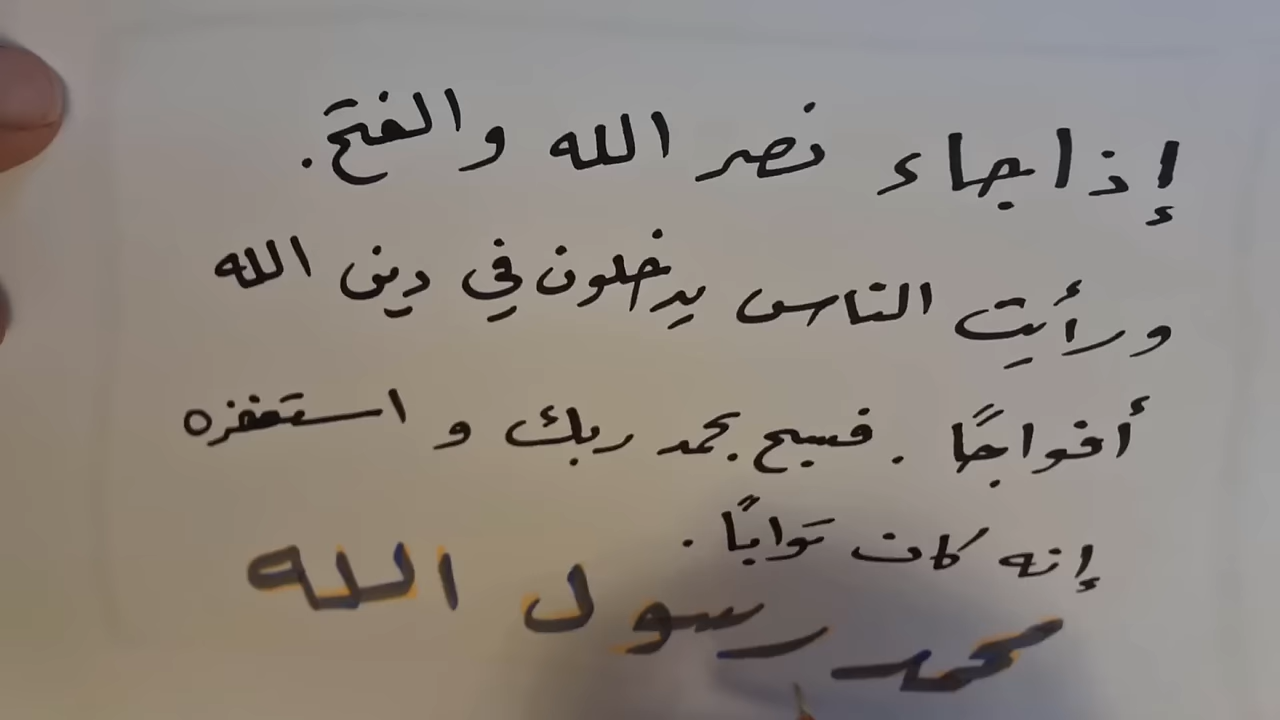 إذا جاء نصر الله والفتح.
ورأيت الناس يدخلون في دين الله
أفواجًا. فسبح بحمد ربك و استغفره
إنه كان توابًا.
محمد رسول الله